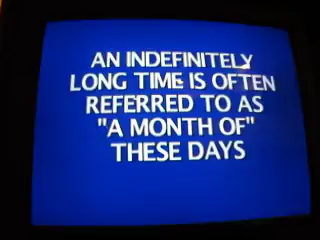 AN INDEFINITELY
LONG TIME IS OFTEN
REFERRED TO AS
"A MONTH OF"
THESE DAYS